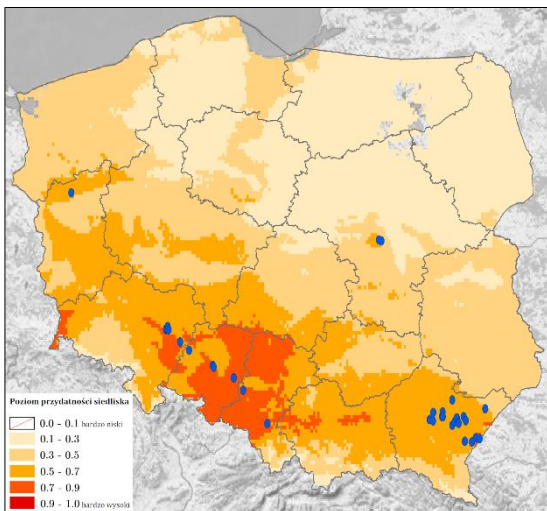 Poziom przydatności siedliska
0.0 - 0.1 bardzo niski
0.1 - 0.3
0.3 - 0.5
0.5 - 0.7
0.7 - 0.9
0.9 - 1.0 bardzo wysoki